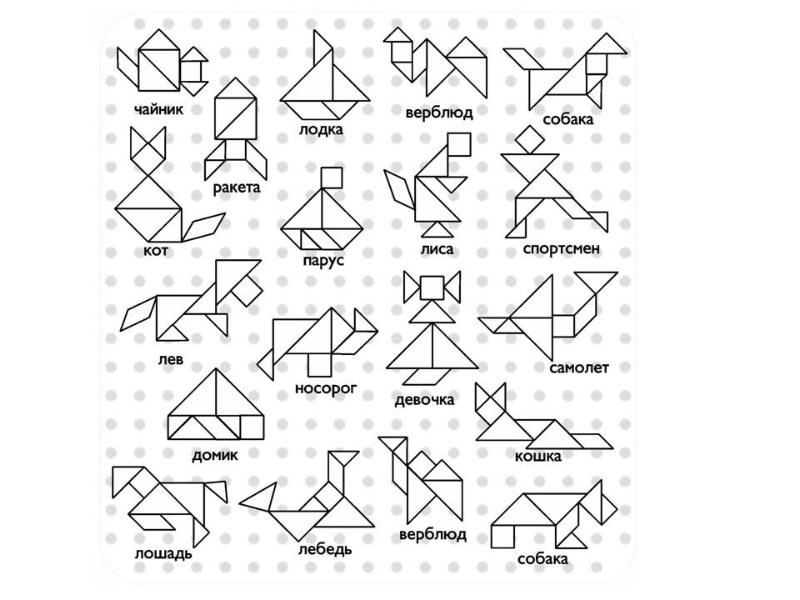 чайник
лодка
верблюд
собака
ракета
кот
парус
лиса
спортсмен
лев
носорог
девочка
самолет
домик
кошка
лошадь
лебедь
верблюд
собака